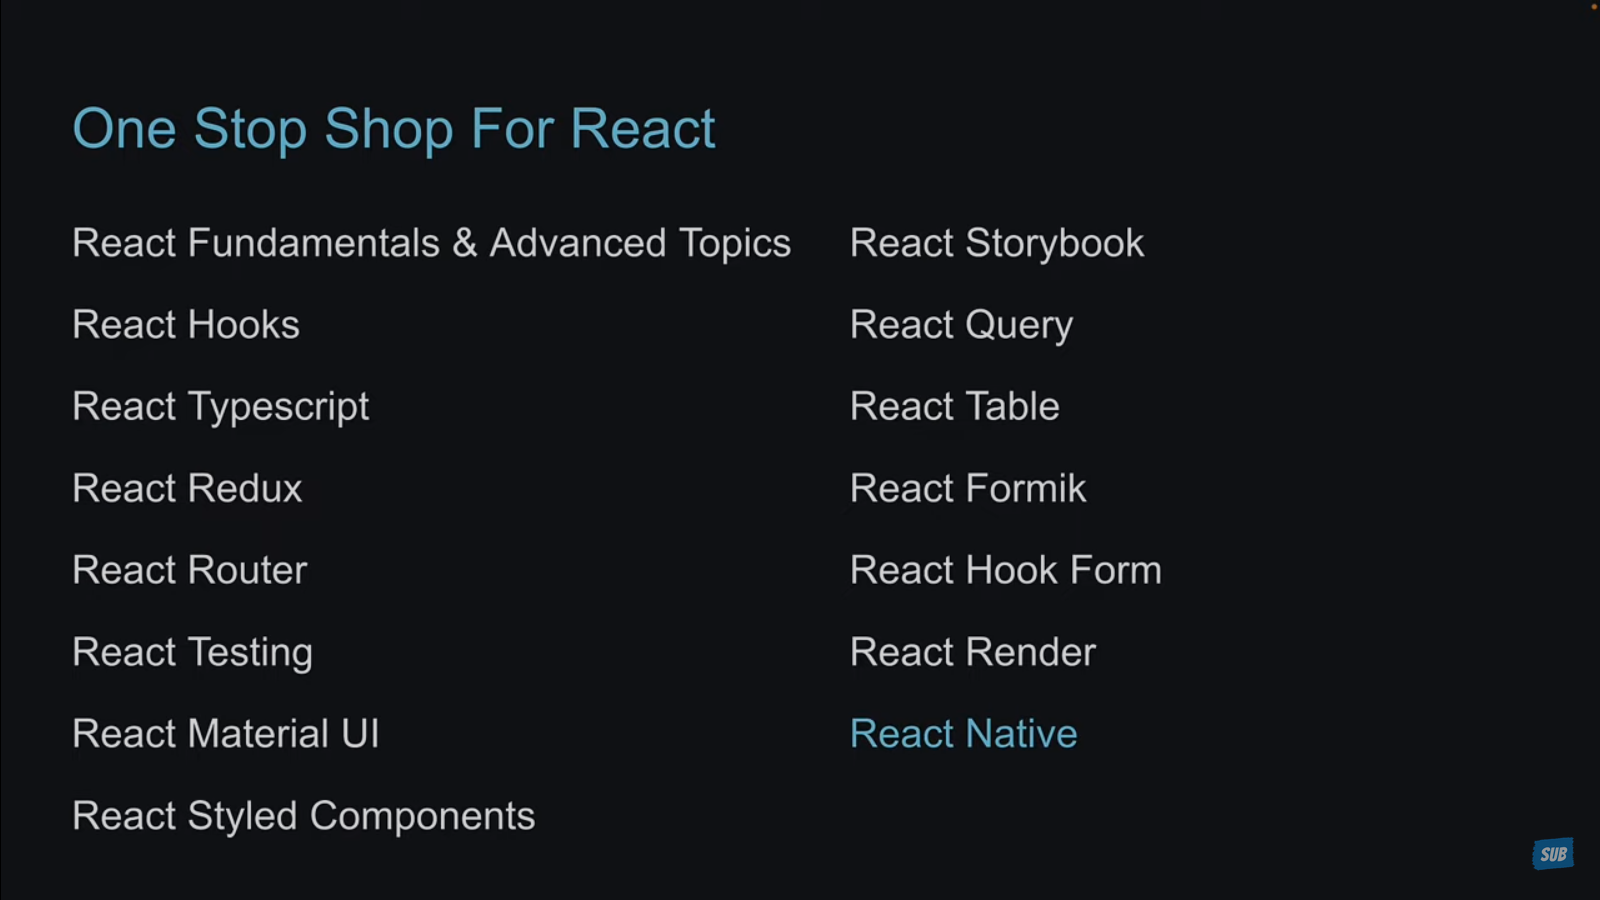 One Stop Shop For React
React Fundamentals & Advanced Topics
React Hooks
React Typescript
React Redux
React Router
React Testing
React Material UI
React Styled Components
React Storybook
React Query
React Table
React Formik
React Hook Form
React Render
React Native
SUB